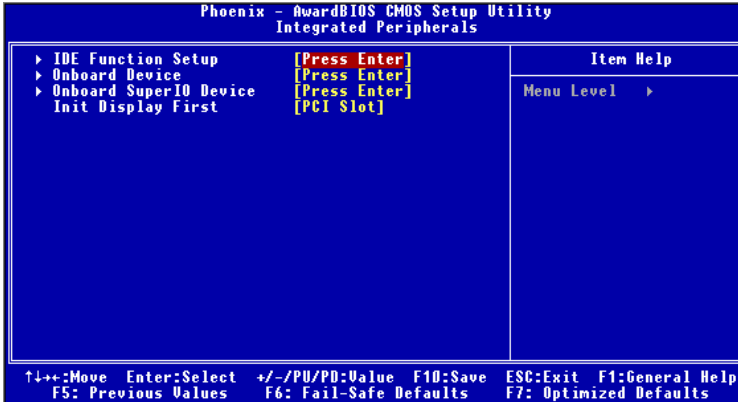 Phoenix - AwardBIOS CMOS Setup Utility
Integrated Peripherals
▶ IDE Function Setup [Press Enter]
▶ Onboard Device [Press Enter]
▶ Onboard SuperIO Device [Press Enter]
Init Display First [PCI Slot]
Item Help
Menu Level ▶
↑↓→←:Move Enter:Select +/-/PU/PD:Value F10:Save ESC:Exit F1:General Help
F5: Previous Values F6: Fail-Safe Defaults F7: Optimized Defaults